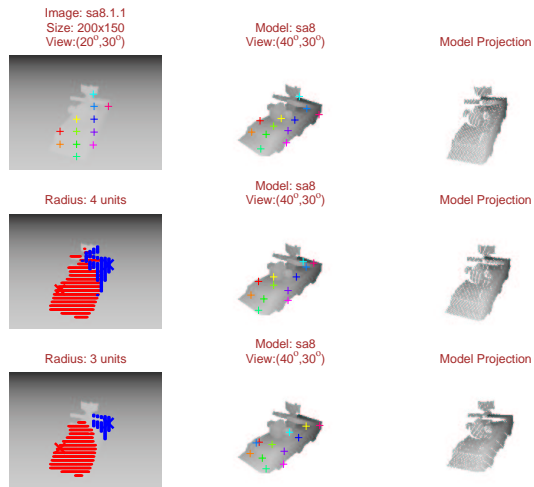 Image: sa8.1.1
Size: 200x150
View:(20°,30°)
Model: sa8
View:(40°,30°)
Model Projection
Radius: 4 units
Model: sa8
View:(40°,30°)
Model Projection
Radius: 3 units
Model: sa8
View:(40°,30°)
Model Projection